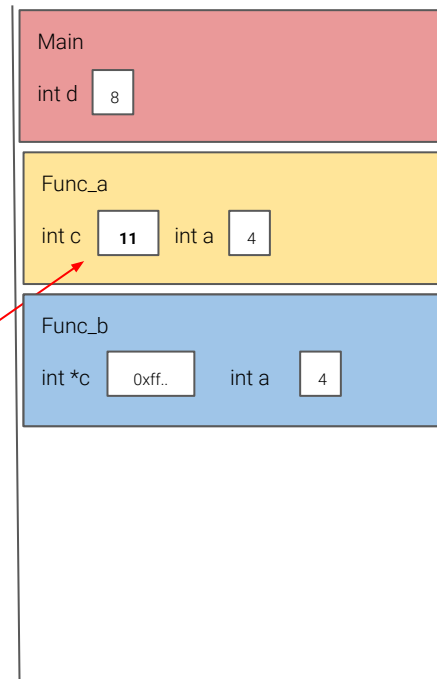 Main
int d 8
Func_a
int c 11 int a 4
Func_b
int *c 0xff.. int a 4